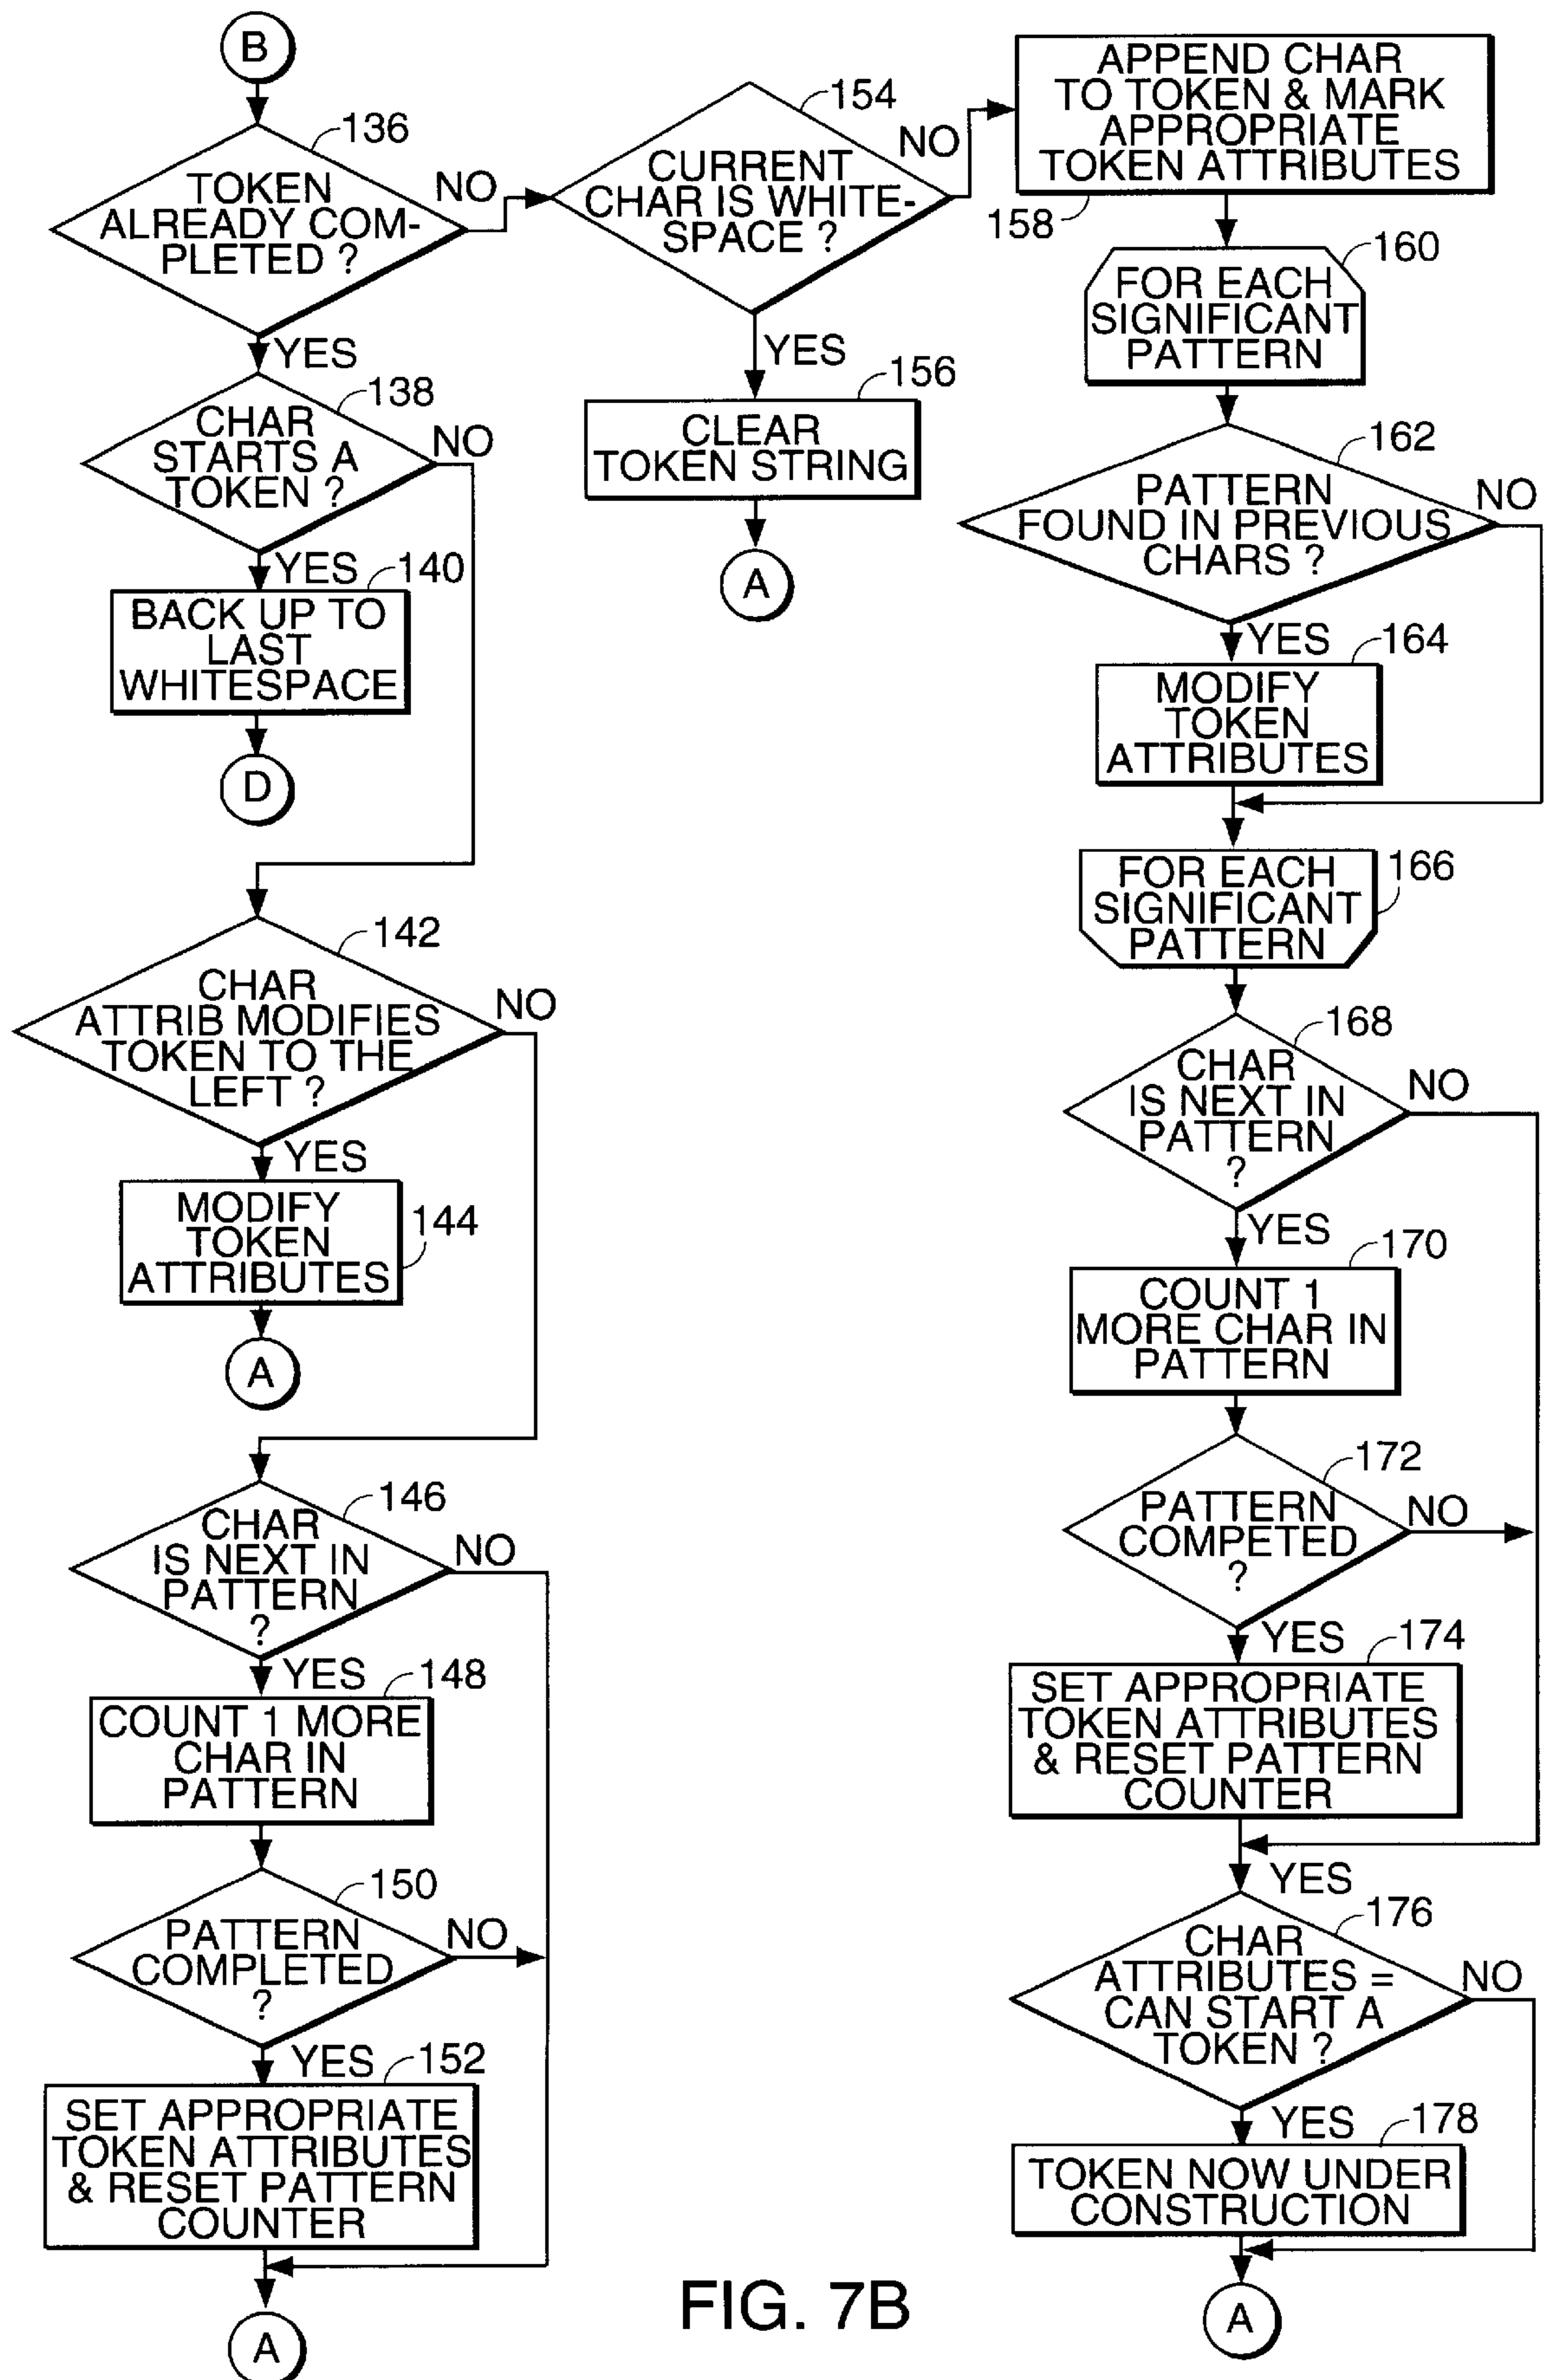 B
136
TOKEN
ALREADY COM-
PLETED ?
NO
YES
138
CHAR
STARTS A
TOKEN ?
NO
YES
140
BACK UP TO
LAST
WHITESPACE
D
142
CHAR
ATTRIB MODIFIES
TOKEN TO THE
LEFT ?
NO
YES
144
MODIFY
TOKEN
ATTRIBUTES
A
146
CHAR
IS NEXT IN
PATTERN
?
NO
YES
148
COUNT 1 MORE
CHAR IN
PATTERN
150
PATTERN
COMPLETED
?
NO
YES
152
SET APPROPRIATE
TOKEN ATTRIBUTES
& RESET PATTERN
COUNTER
A
154
CURRENT
CHAR IS WHITE-
SPACE ?
NO
YES
156
CLEAR
TOKEN STRING
A
APPEND CHAR
TO TOKEN & MARK
APPROPRIATE
TOKEN ATTRIBUTES
158
160
FOR EACH
SIGNIFICANT
PATTERN
162
PATTERN
FOUND IN PREVIOUS
CHARS ?
NO
YES
164
MODIFY
TOKEN
ATTRIBUTES
166
FOR EACH
SIGNIFICANT
PATTERN
168
CHAR
IS NEXT IN
PATTERN
?
NO
YES
170
COUNT 1
MORE CHAR IN
PATTERN
172
PATTERN
COMPETED
?
NO
YES
174
SET APPROPRIATE
TOKEN ATTRIBUTES
& RESET PATTERN
COUNTER
YES
176
CHAR
ATTRIBUTES =
CAN START A
TOKEN ?
NO
YES
178
TOKEN NOW UNDER
CONSTRUCTION
A
FIG. 7B